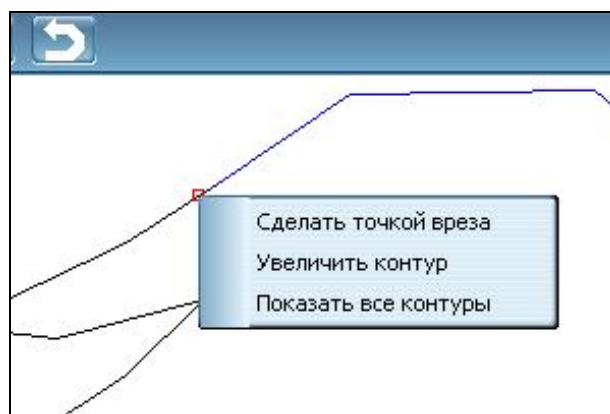 Сделать точкой вреза
Увеличить контур
Показать все контуры